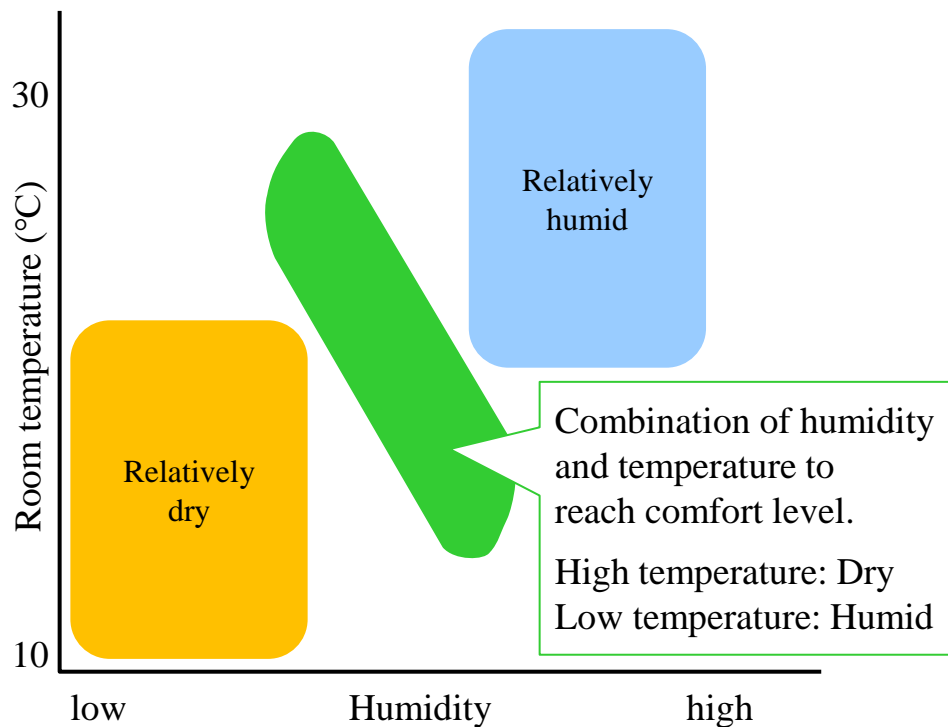 30
Relatively
humid
Room temperature (°C)
Relatively
dry
Combination of humidity
and temperature to
reach comfort level.
High temperature: Dry
Low temperature: Humid
10
low
Humidity
high